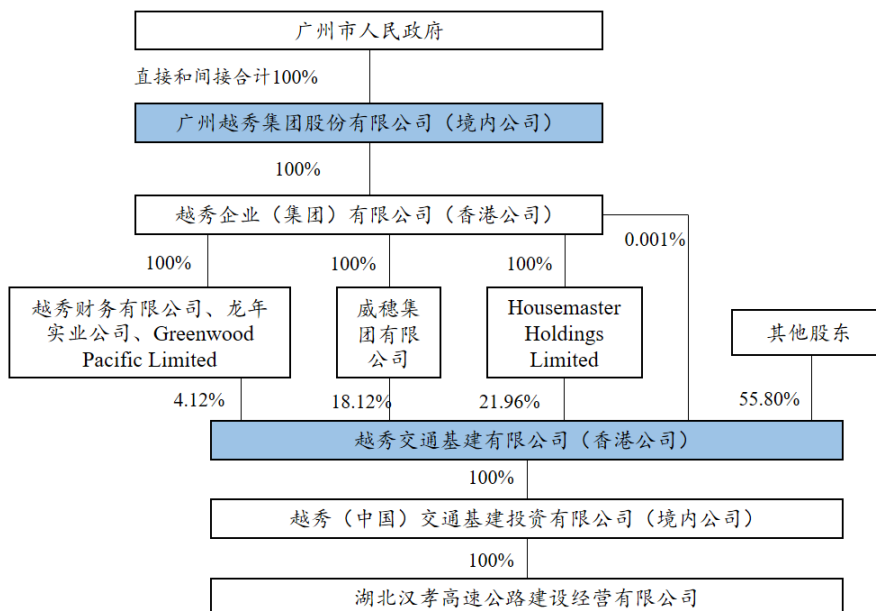 广州市人民政府
直接和间接合计100%
广州越秀集团股份有限公司（境内公司）
100%
越秀企业（集团）有限公司（香港公司）
0.001%
100%
100%
100%
越秀财务有限公司、龙年
实业公司、Greenwood
Pacific Limited
威穗集
团有限
公司
Housemaster
Holdings
Limited
其他股东
4.12%
18.12%
21.96%
55.80%
越秀交通基建有限公司（香港公司）
100%
越秀（中国）交通基建投资有限公司（境内公司）
100%
湖北汉孝高速公路建设经营有限公司